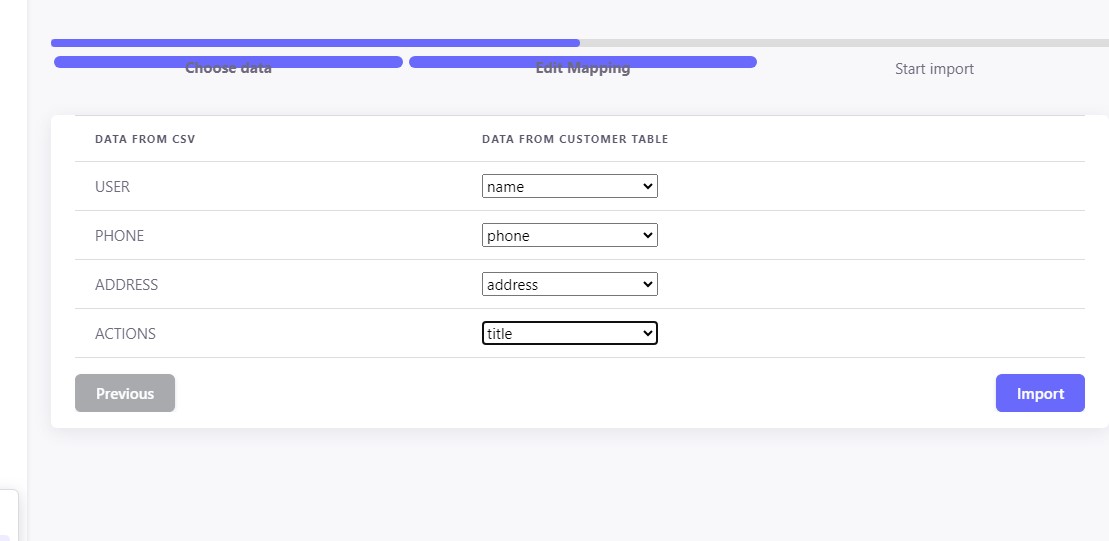 Choose data
Edit Mapping
Start import
DATA FROM CSV
DATA FROM CUSTOMER TABLE
USER
name
PHONE
phone
ADDRESS
address
ACTIONS
title
Previous
Import